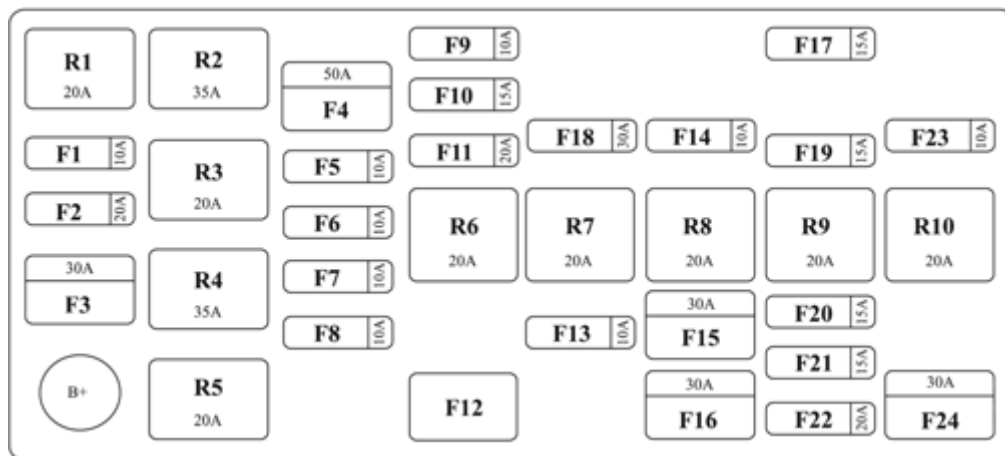 R1
20A
R2
35A
50A
F4
F9 10A
F10 15A
F17 15A
F1 10A
F2 20A
R3
20A
F5 10A
F6 10A
F11 20A
F18 30A
F14 10A
F19 15A
F23 10A
R6
20A
R7
20A
R8
20A
R9
20A
R10
20A
30A
F3
R4
35A
F7 10A
F8 10A
F13 10A
30A
F15
F20 15A
F21 15A
B+
R5
20A
F12
30A
F16
F22 20A
30A
F24